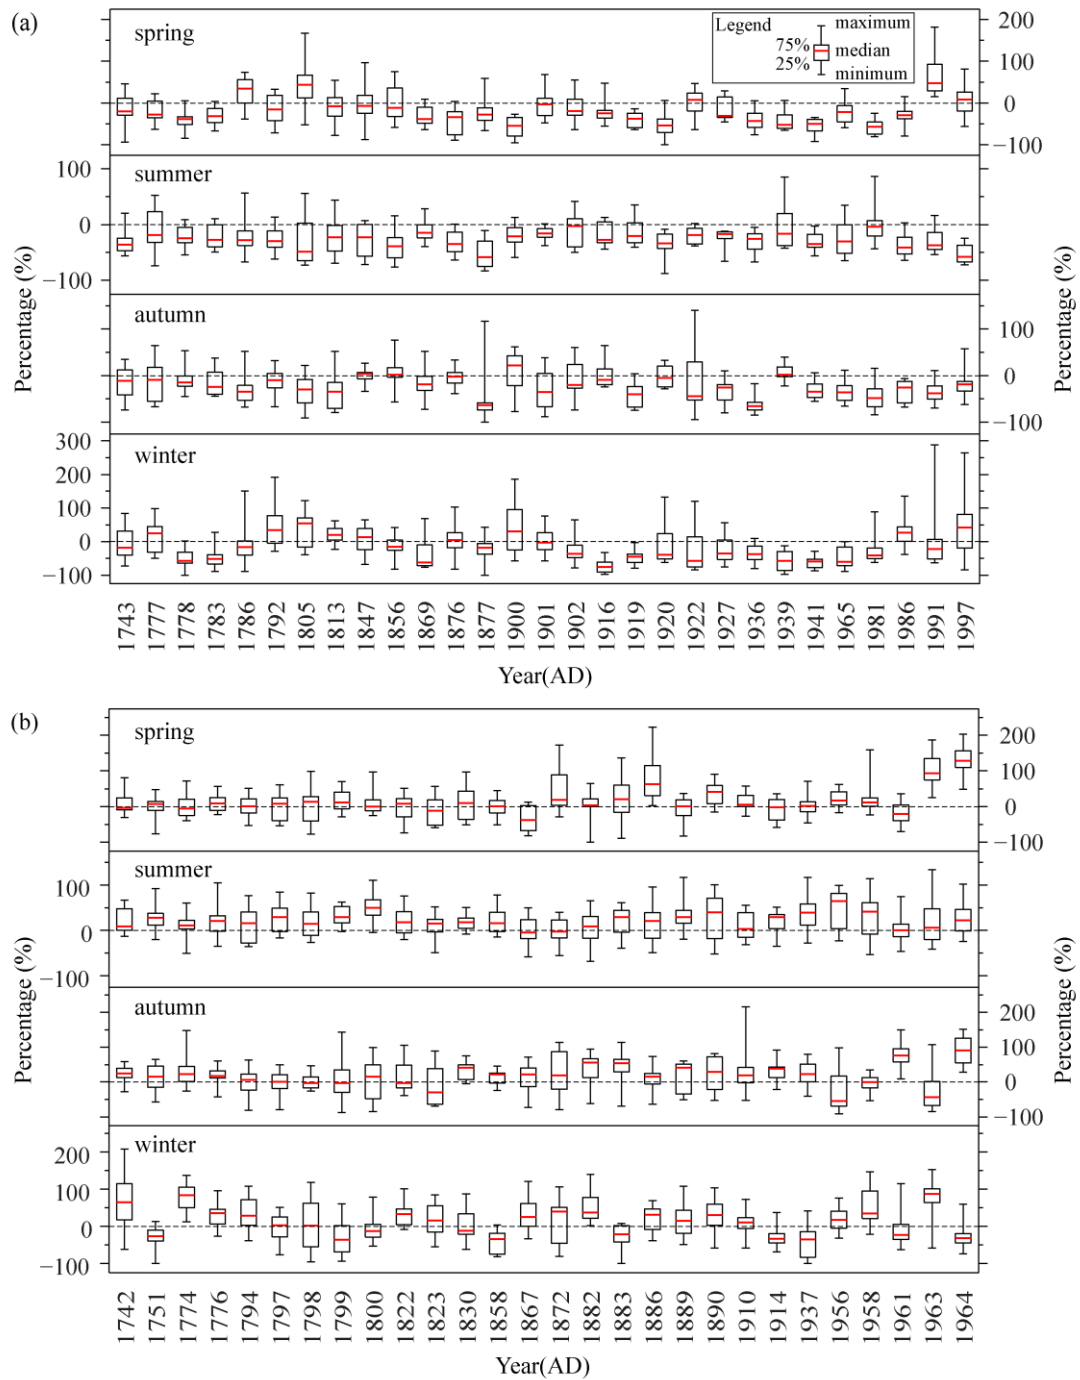 (a)
spring
Legend
75%
25%
maximum
median
minimum
200
100
0
−100
summer
100
0
−100
autumn
100
0
−100
winter
300
200
100
0
−100
Percentage (%)
Percentage (%)
1743 1777 1778 1783 1786 1792 1805 1813 1847 1856 1869 1876 1877 1900 1901 1902 1916 1919 1920 1922 1927 1936 1939 1941 1965 1981 1986 1991 1997
Year(AD)
(b)
spring
200
100
0
−100
summer
100
0
−100
autumn
200
100
0
−100
winter
200
100
0
−100
Percentage (%)
Percentage (%)
1742 1751 1774 1776 1794 1797 1798 1799 1800 1822 1823 1830 1858 1867 1872 1882 1883 1886 1889 1890 1910 1914 1937 1956 1958 1961 1963 1964
Year(AD)